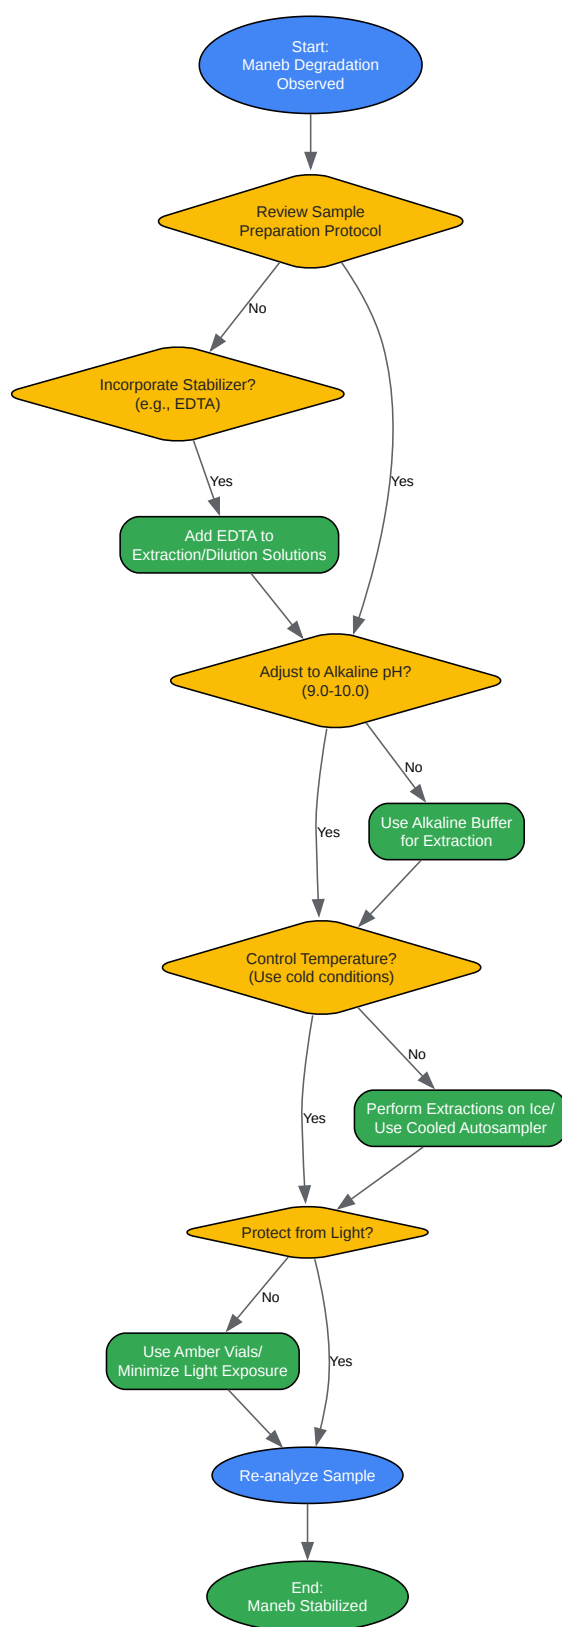 Start:
Maneb Degradation
Observed
Review Sample
Preparation Protocol
No
Incorporate Stabilizer?
(e.g., EDTA)
Yes
Yes
Add EDTA to
Extraction/Dilution Solutions
Adjust to Alkaline pH?
(9.0-10.0)
No
Use Alkaline Buffer
for Extraction
Yes
Control Temperature?
(Use cold conditions)
No
Perform Extractions on Ice/
Use Cooled Autosampler
Yes
Protect from Light?
No
Use Amber Vials/
Minimize Light Exposure
Yes
Re-analyze Sample
End:
Maneb Stabilized